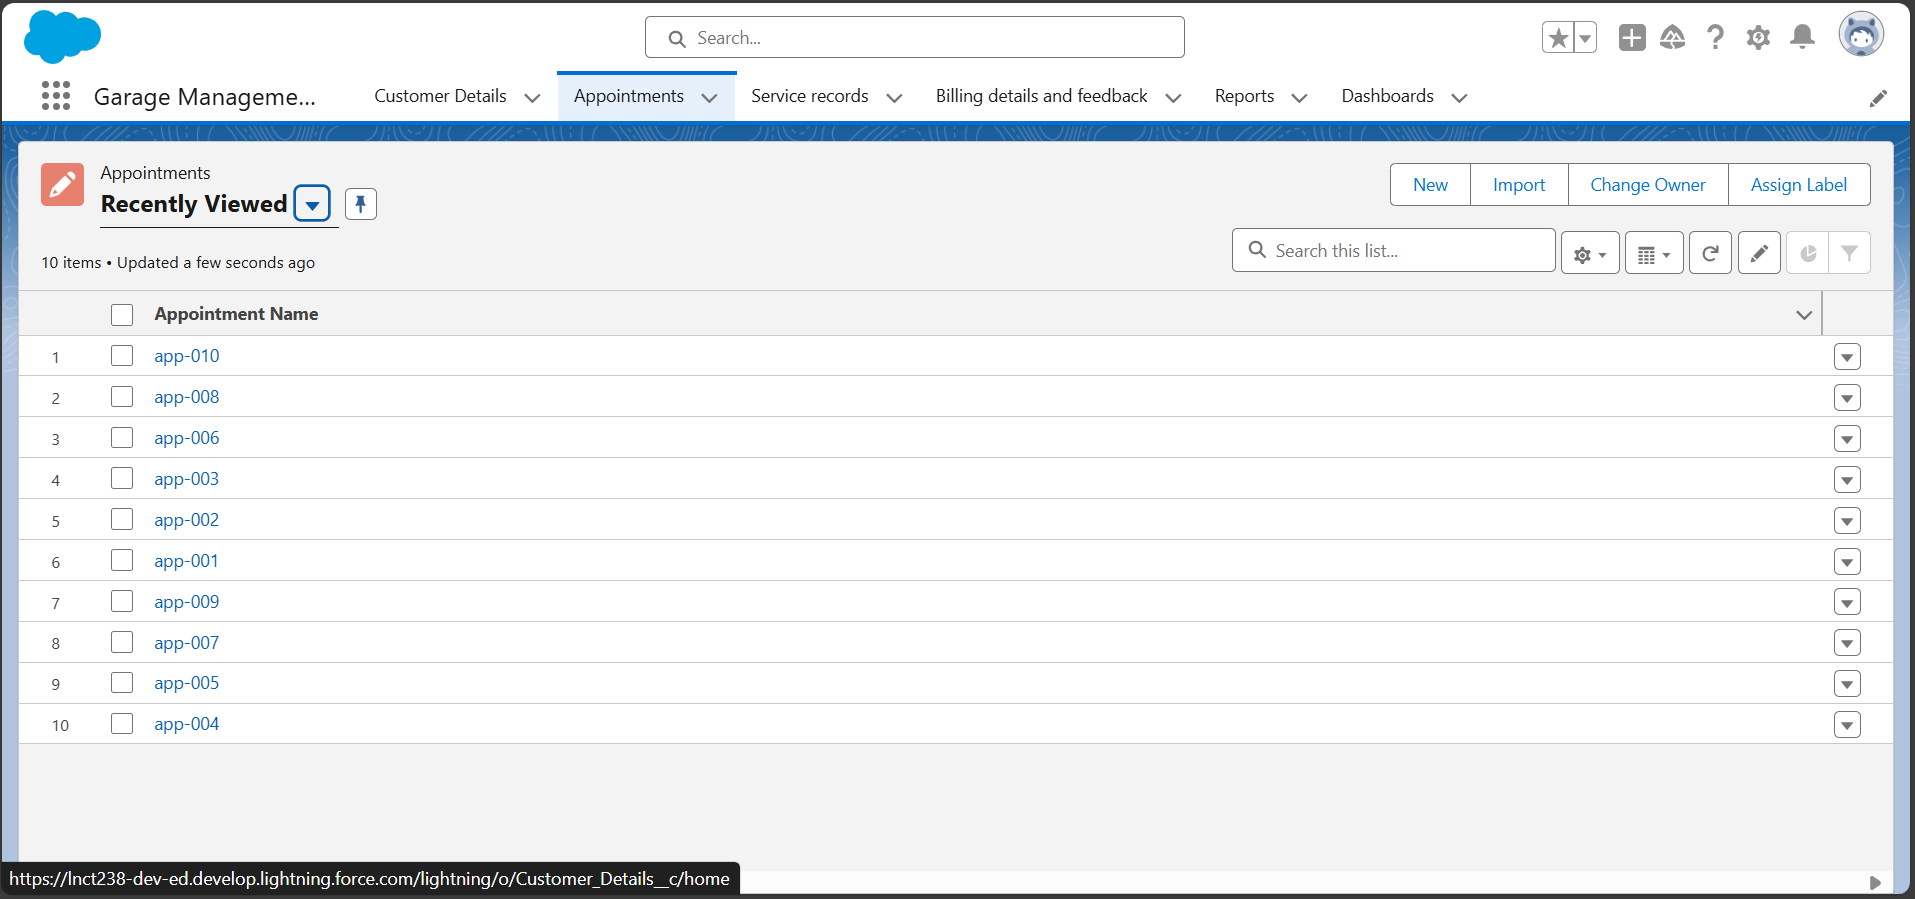 Search...
Garage Manageme...
Customer Details
Appointments
Service records
Billing details and feedback
Reports
Dashboards
Appointments
Recently Viewed
New
Import
Change Owner
Assign Label
10 items • Updated a few seconds ago
Search this list...
Appointment Name
1 app-010
2 app-008
3 app-006
4 app-003
5 app-002
6 app-001
7 app-009
8 app-007
9 app-005
10 app-004
https://lnct238-dev-ed.develop.lightning.force.com/lightning/o/Customer_Details__c/home